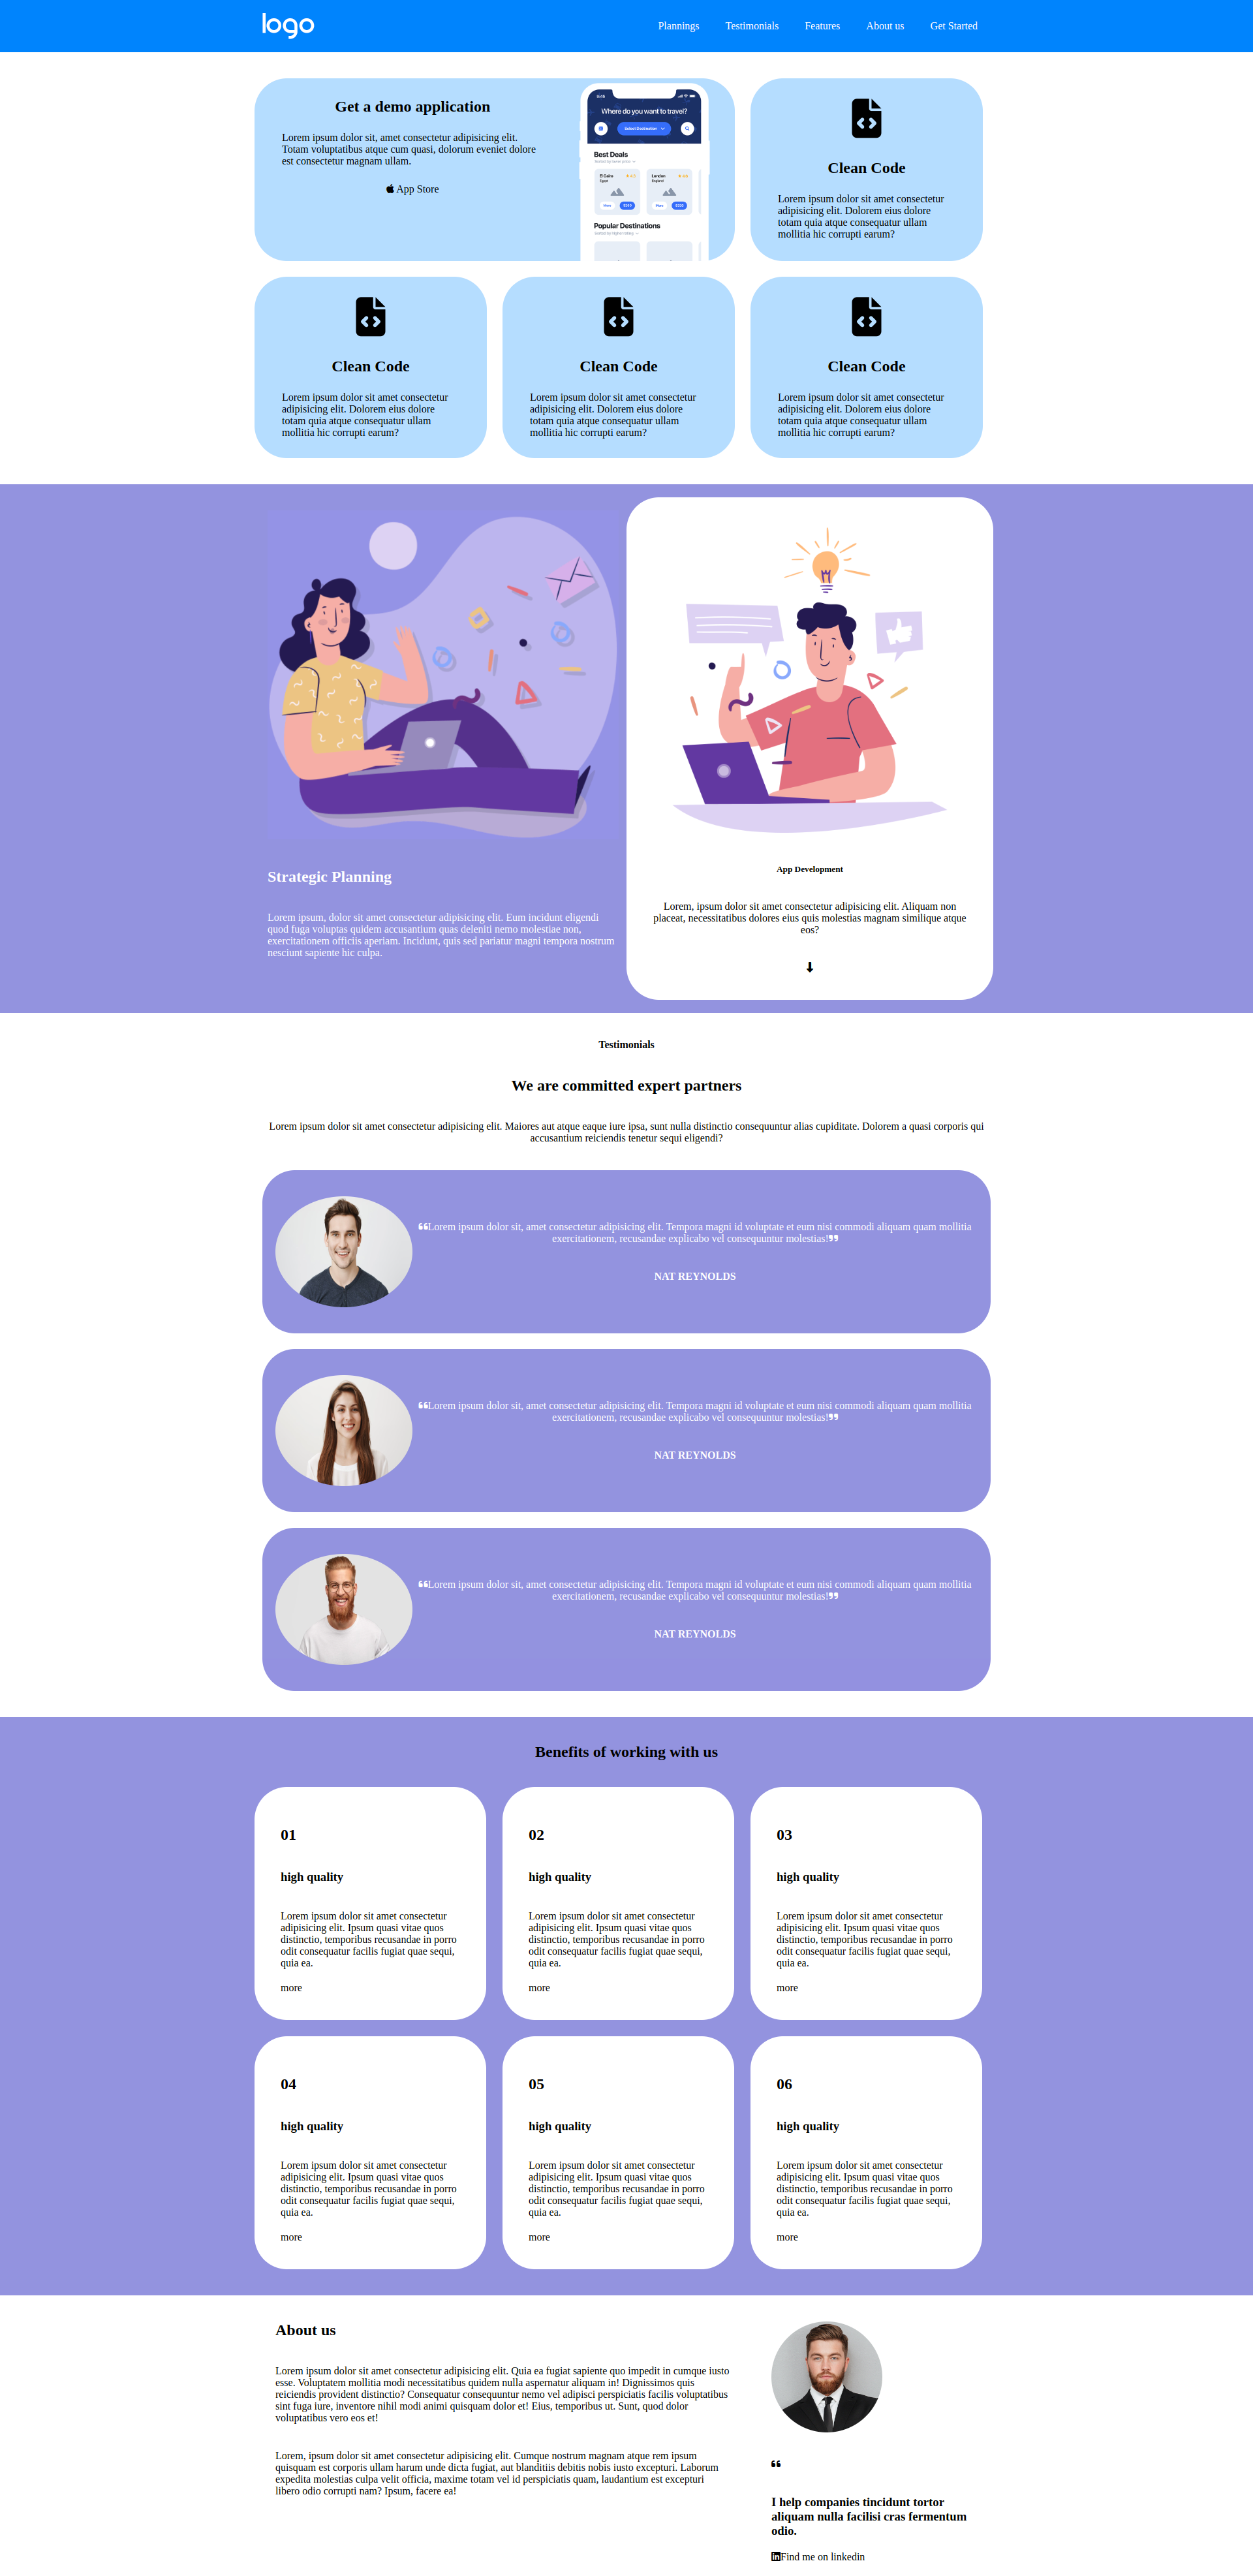 logo
Plannings Testimonials Features About us Get Started
Get a demo application
Lorem ipsum dolor sit, amet consectetur adipisicing elit.
Totam voluptatibus atque cum quasi, dolorum eveniet dolore
est consectetur magnam ullam.
App Store
Where do you want to travel?
Select Destination
Best Deals
El Cairo
Egypt
London
England
Popular Destinations
Clean Code
Lorem ipsum dolor sit amet consectetur
adipisicing elit. Dolorem eius dolore
totam quia atque consequatur ullam
mollitia hic corrupti earum?
Clean Code
Lorem ipsum dolor sit amet consectetur
adipisicing elit. Dolorem eius dolore
totam quia atque consequatur ullam
mollitia hic corrupti earum?
Clean Code
Lorem ipsum dolor sit amet consectetur
adipisicing elit. Dolorem eius dolore
totam quia atque consequatur ullam
mollitia hic corrupti earum?
Clean Code
Lorem ipsum dolor sit amet consectetur
adipisicing elit. Dolorem eius dolore
totam quia atque consequatur ullam
mollitia hic corrupti earum?
Strategic Planning
Lorem ipsum, dolor sit amet consectetur adipisicing elit. Eum incidunt eligendi
quod fuga voluptas quidem accusantium quas deleniti nemo molestiae non,
exercitationem officiis aperiam. Incidunt, quis sed pariatur magni tempora nostrum
nesciunt sapiente hic culpa.
App Development
Lorem, ipsum dolor sit amet consectetur adipisicing elit. Aliquam non
placeat, necessitatibus dolores eius quis molestias magnam similique atque
eos?
Testimonials
We are committed expert partners
Lorem ipsum dolor sit amet consectetur adipisicing elit. Maiores aut atque eaque iure ipsa, sunt nulla distinctio consequuntur alias cupiditate. Dolorem a quasi corporis qui
accusantium reiciendis tenetur sequi eligendi?
“Lorem ipsum dolor sit, amet consectetur adipisicing elit. Tempora magni id voluptate et eum nisi commodi aliquam quam mollitia
exercitationem, recusandae explicabo vel consequuntur molestias!”
NAT REYNOLDS
“Lorem ipsum dolor sit, amet consectetur adipisicing elit. Tempora magni id voluptate et eum nisi commodi aliquam quam mollitia
exercitationem, recusandae explicabo vel consequuntur molestias!”
NAT REYNOLDS
“Lorem ipsum dolor sit, amet consectetur adipisicing elit. Tempora magni id voluptate et eum nisi commodi aliquam quam mollitia
exercitationem, recusandae explicabo vel consequuntur molestias!”
NAT REYNOLDS
Benefits of working with us
01
high quality
Lorem ipsum dolor sit amet consectetur
adipisicing elit. Ipsum quasi vitae quos
distinctio, temporibus recusandae in porro
odit consequatur facilis fugiat quae sequi,
quia ea.
more
02
high quality
Lorem ipsum dolor sit amet consectetur
adipisicing elit. Ipsum quasi vitae quos
distinctio, temporibus recusandae in porro
odit consequatur facilis fugiat quae sequi,
quia ea.
more
03
high quality
Lorem ipsum dolor sit amet consectetur
adipisicing elit. Ipsum quasi vitae quos
distinctio, temporibus recusandae in porro
odit consequatur facilis fugiat quae sequi,
quia ea.
more
04
high quality
Lorem ipsum dolor sit amet consectetur
adipisicing elit. Ipsum quasi vitae quos
distinctio, temporibus recusandae in porro
odit consequatur facilis fugiat quae sequi,
quia ea.
more
05
high quality
Lorem ipsum dolor sit amet consectetur
adipisicing elit. Ipsum quasi vitae quos
distinctio, temporibus recusandae in porro
odit consequatur facilis fugiat quae sequi,
quia ea.
more
06
high quality
Lorem ipsum dolor sit amet consectetur
adipisicing elit. Ipsum quasi vitae quos
distinctio, temporibus recusandae in porro
odit consequatur facilis fugiat quae sequi,
quia ea.
more
About us
Lorem ipsum dolor sit amet consectetur adipisicing elit. Quia ea fugiat sapiente quo impedit in cumque iusto
esse. Voluptatem mollitia modi necessitatibus quidem nulla aspernatur aliquam in! Dignissimos quis
reiciendis provident distinctio? Consequatur consequuntur nemo vel adipisci perspiciatis facilis voluptatibus
sint fuga iure, inventore nihil modi animi quisquam dolor et! Eius, temporibus ut. Sunt, quod dolor
voluptatibus vero eos et!
Lorem, ipsum dolor sit amet consectetur adipisicing elit. Cumque nostrum magnam atque rem ipsum
quisquam est corporis ullam harum unde dicta fugiat, aut blanditiis debitis nobis iusto excepturi. Laborum
expedita molestias culpa velit officia, maxime totam vel id perspiciatis quam, laudantium est excepturi
libero odio corrupti nam? Ipsum, facere ea!
“
I help companies tincidunt tortor
aliquam nulla facilisi cras fermentum
odio.
Find me on linkedin